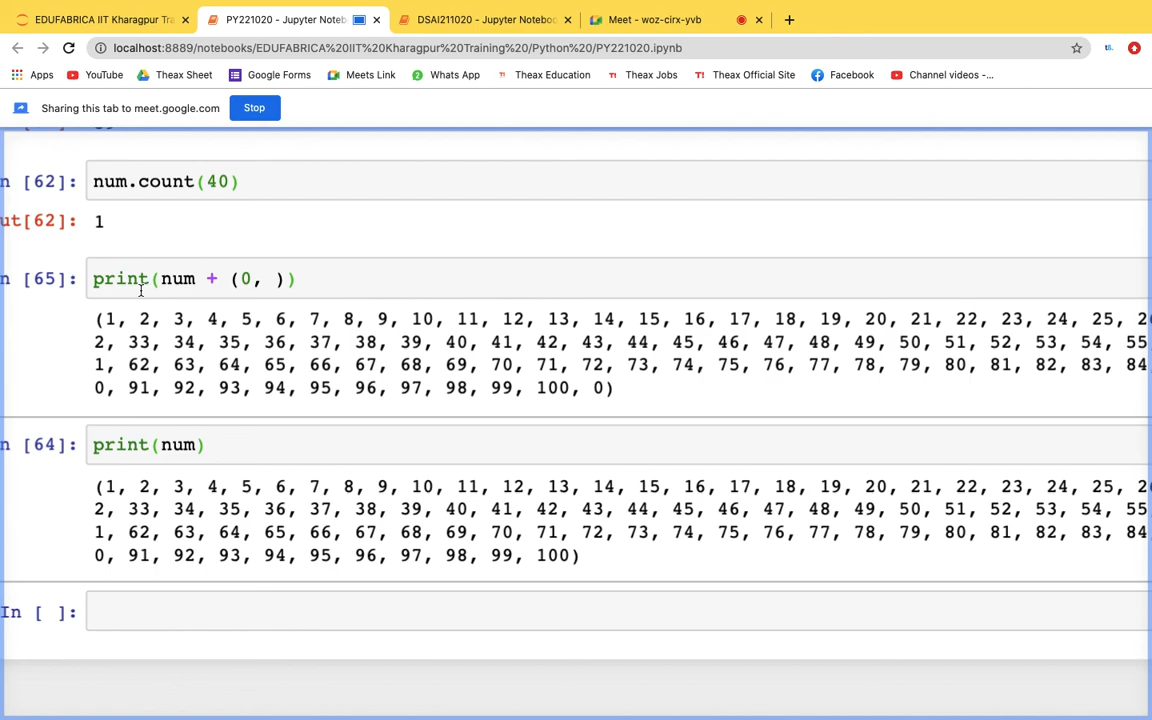 EDUFABRICA IIT Kharagpur Tra
PY221020 - Jupyter Noteb
DSAI211020 - Jupyter Noteboo
Meet - woz-cirx-yvb
localhost:8889/notebooks/EDUFABRICA%20IIT%20Kharagpur%20Training%20/Python%20/PY221020.ipynb
Apps YouTube Theax Sheet Google Forms Meets Link Whats App Theax Education Theax Jobs Theax Official Site Facebook Channel videos -...
Sharing this tab to meet.google.com Stop
n [62]: num.count(40)
ut[62]: 1
n [65]: print(num + (0, ))
(1, 2, 3, 4, 5, 6, 7, 8, 9, 10, 11, 12, 13, 14, 15, 16, 17, 18, 19, 20, 21, 22, 23, 24, 25, 2
2, 33, 34, 35, 36, 37, 38, 39, 40, 41, 42, 43, 44, 45, 46, 47, 48, 49, 50, 51, 52, 53, 54, 55
1, 62, 63, 64, 65, 66, 67, 68, 69, 70, 71, 72, 73, 74, 75, 76, 77, 78, 79, 80, 81, 82, 83, 84
0, 91, 92, 93, 94, 95, 96, 97, 98, 99, 100, 0)
n [64]: print(num)
(1, 2, 3, 4, 5, 6, 7, 8, 9, 10, 11, 12, 13, 14, 15, 16, 17, 18, 19, 20, 21, 22, 23, 24, 25, 2
2, 33, 34, 35, 36, 37, 38, 39, 40, 41, 42, 43, 44, 45, 46, 47, 48, 49, 50, 51, 52, 53, 54, 55
1, 62, 63, 64, 65, 66, 67, 68, 69, 70, 71, 72, 73, 74, 75, 76, 77, 78, 79, 80, 81, 82, 83, 84
0, 91, 92, 93, 94, 95, 96, 97, 98, 99, 100)
In [ ]: